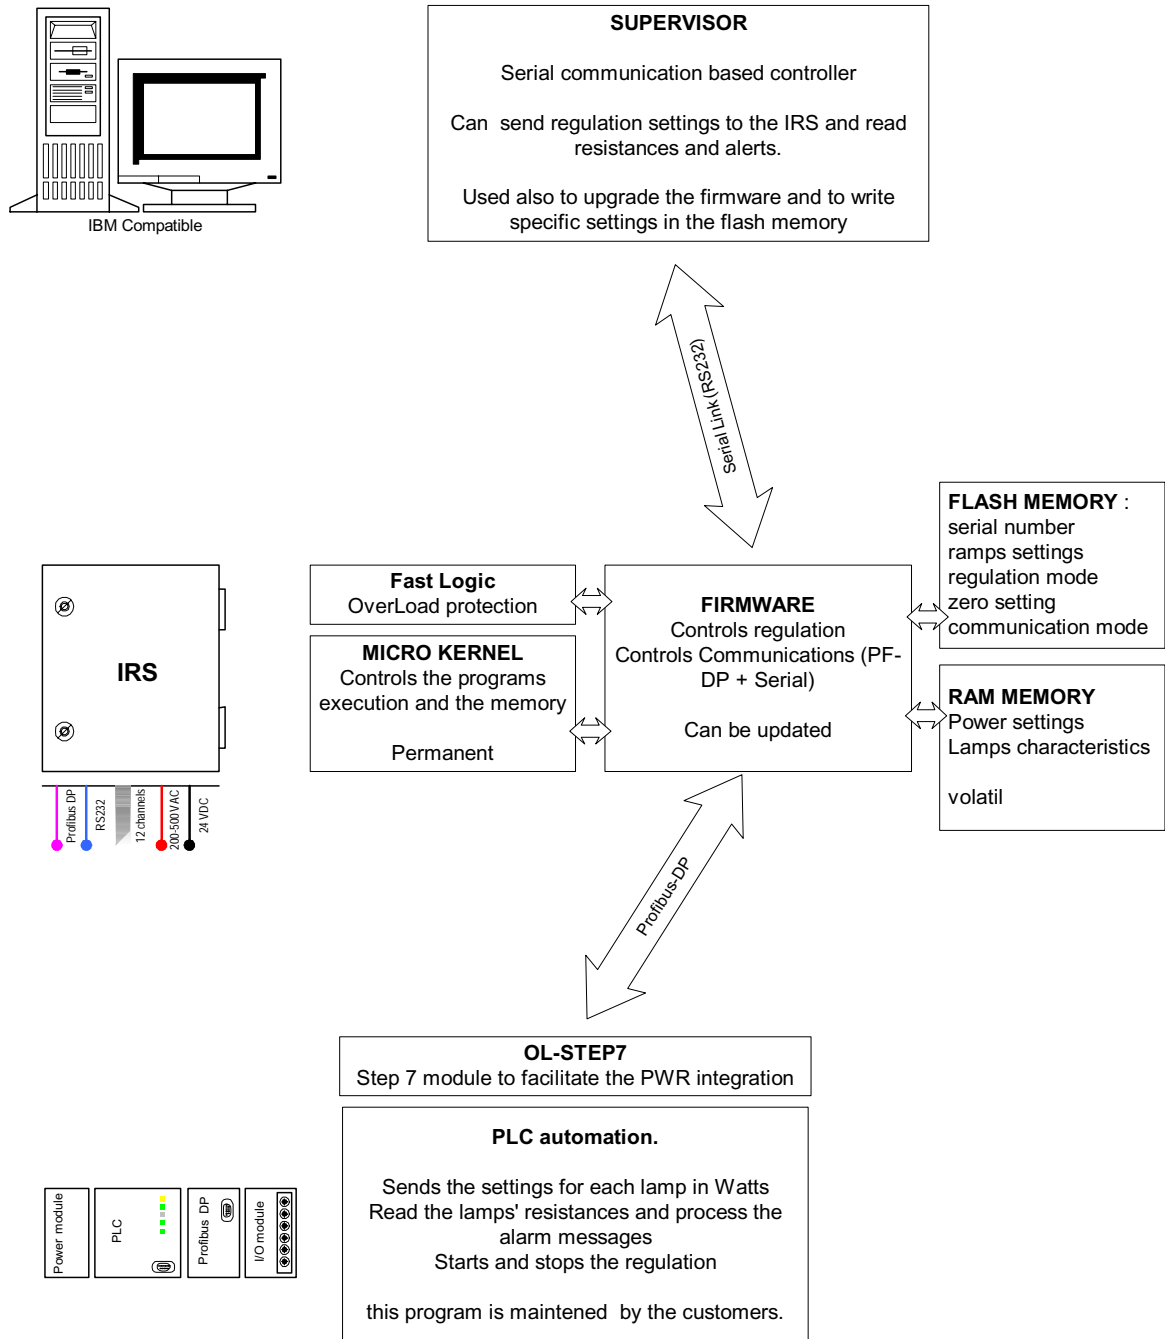 SUPERVISOR
Serial communication based controller
Can send regulation settings to the IRS and read
resistances and alerts.
Used also to upgrade the firmware and to write
specific settings in the flash memory
IBM Compatible
Serial Link (RS232)
FLASH MEMORY :
serial number
ramps settings
regulation mode
zero setting
communication mode
Fast Logic
OverLoad protection
MICRO KERNEL
Controls the programs
execution and the memory
Permanent
FIRMWARE
Controls regulation
Controls Communications (PF-
DP + Serial)
Can be updated
RAM MEMORY
Power settings
Lamps characteristics
volatil
IRS
Profibus DP
RS232
12 channels
200-500 VAC
24 VDC
Profibus-DP
OL-STEP7
Step 7 module to facilitate the PWR integration
PLC automation.
Sends the settings for each lamp in Watts
Read the lamps' resistances and process the
alarm messages
Starts and stops the regulation
this program is maintened by the customers.
Power module
PLC
Profibus DP
I/O module